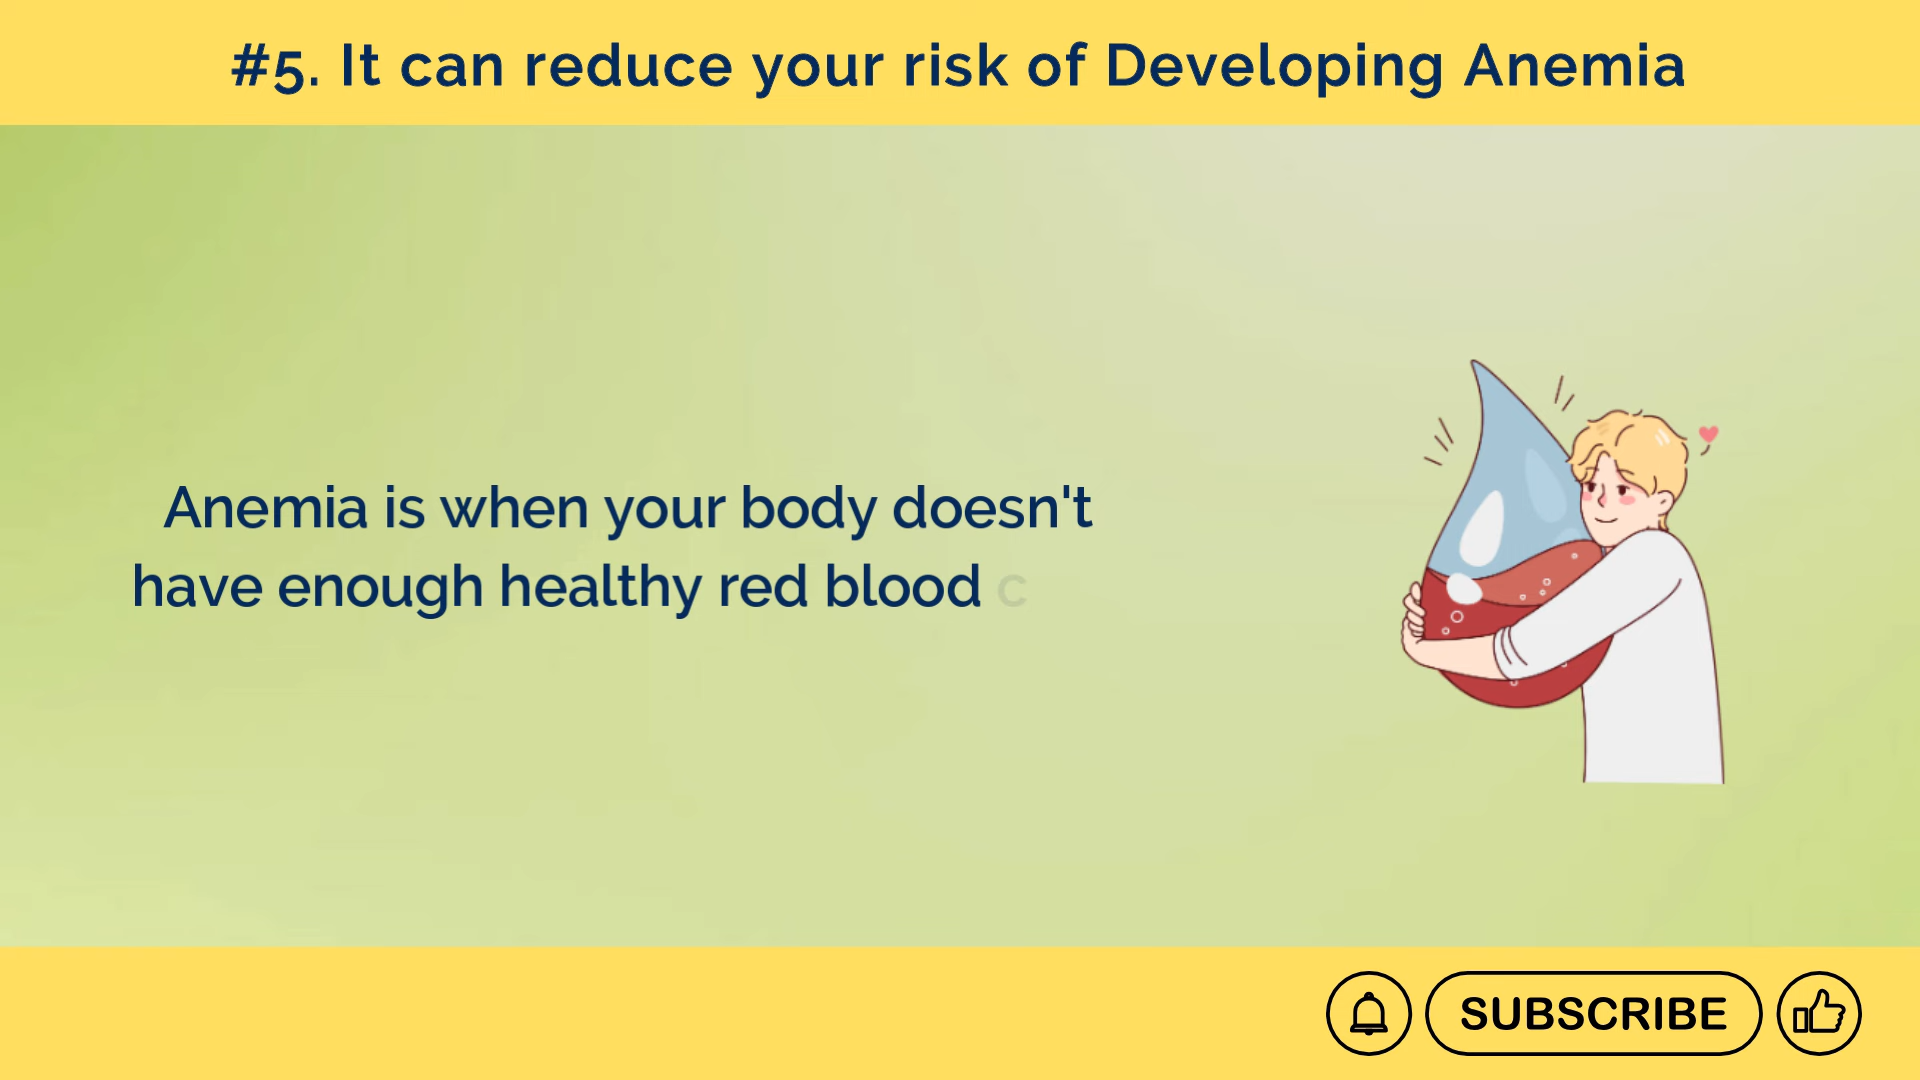 #5. It can reduce your risk of Developing Anemia
Anemia is when your body doesn't
have enough healthy red blood c
SUBSCRIBE